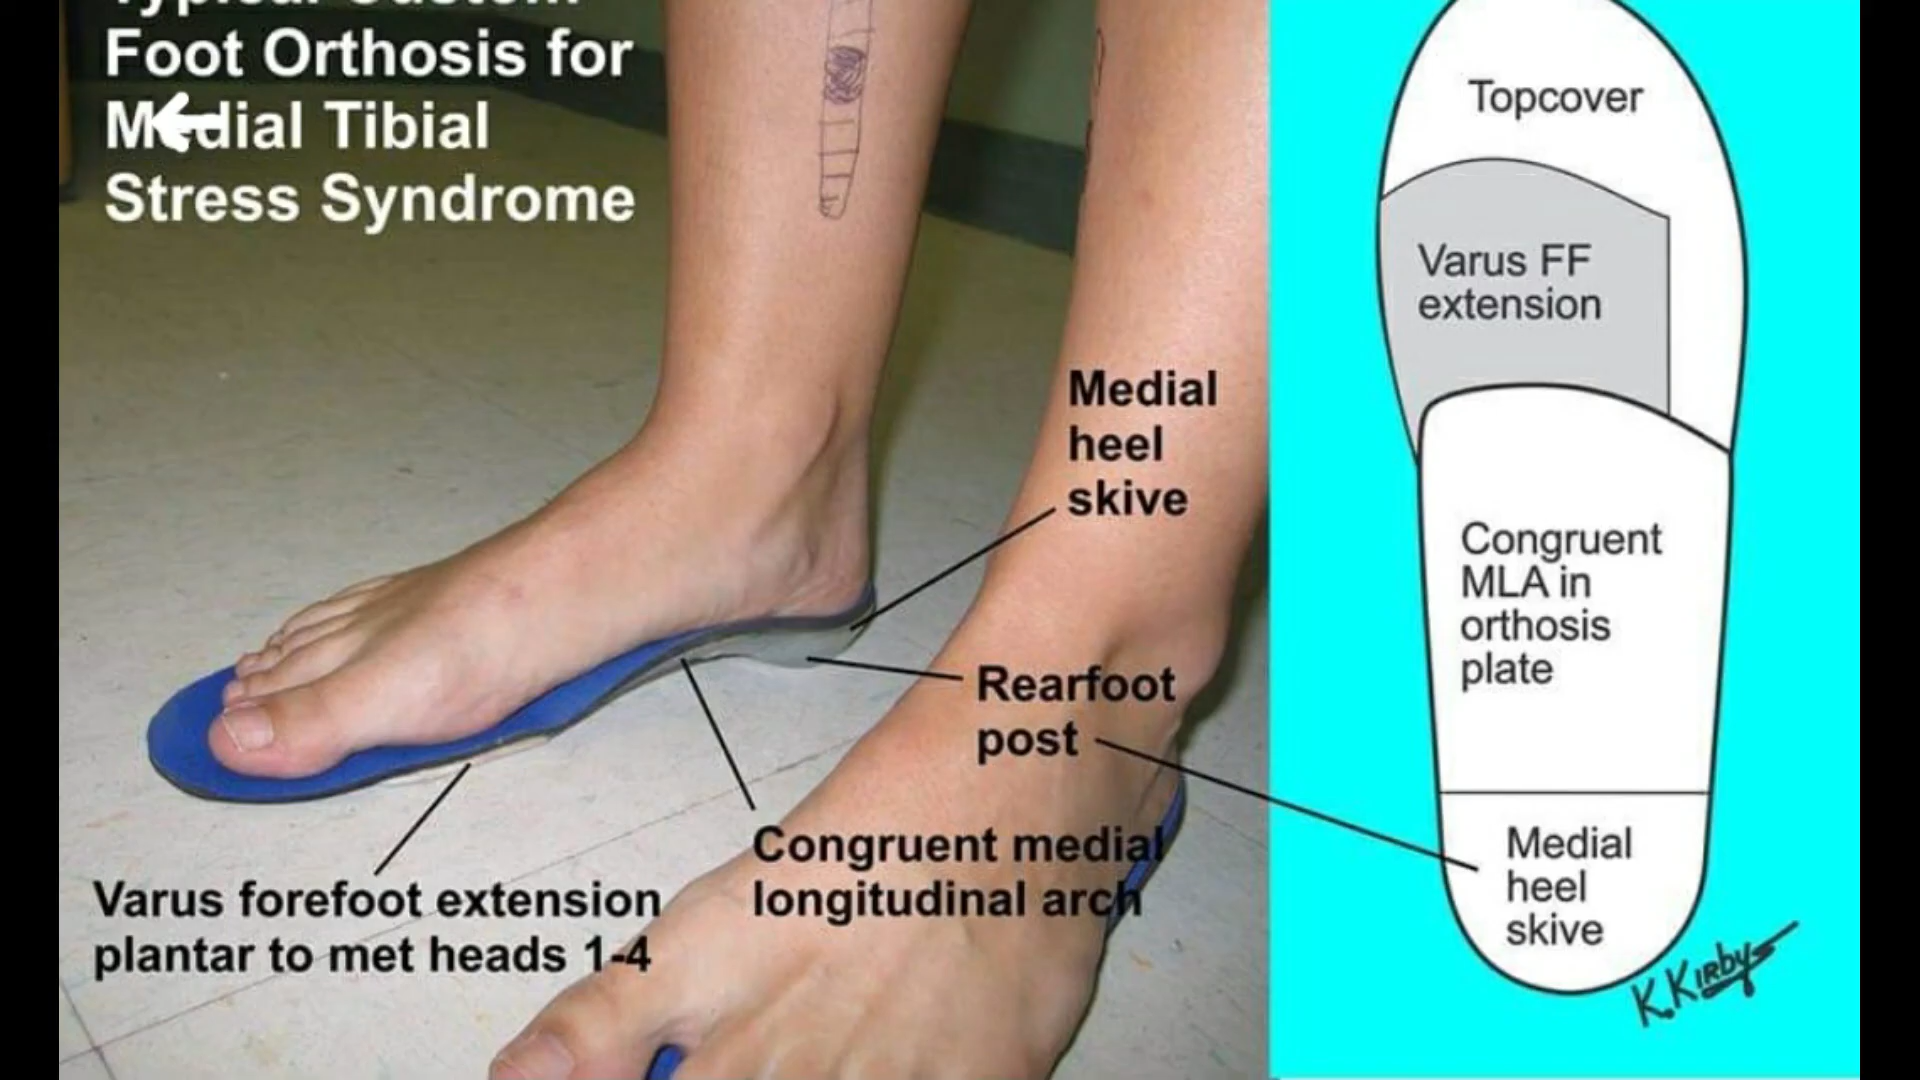 Typical Custom
Foot Orthosis for
Medial Tibial
Stress Syndrome
Medial
heel
skive
Rearfoot
post
Congruent medial
longitudinal arch
Varus forefoot extension
plantar to met heads 1-4
Topcover
Varus FF
extension
Congruent
MLA in
orthosis
plate
Medial
heel
skive
K. Kirby